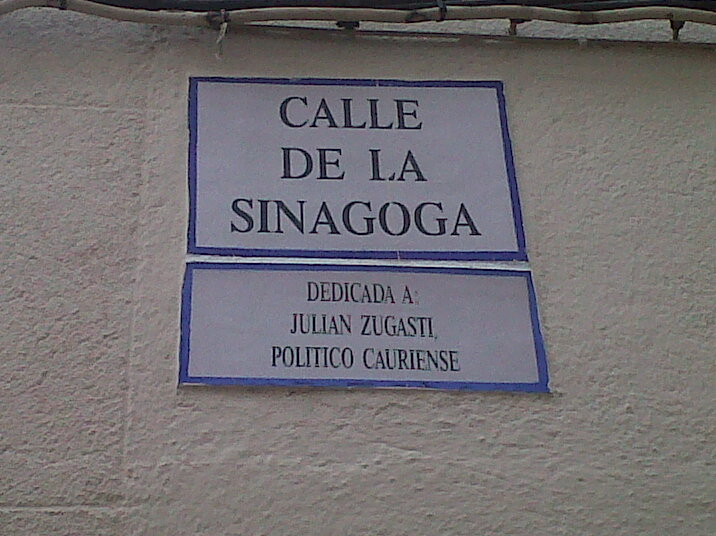 CALLE
DE LA
SINAGOGA
DEDICADA A:
JULIAN ZUGASTI,
POLITICO CAURIENSE